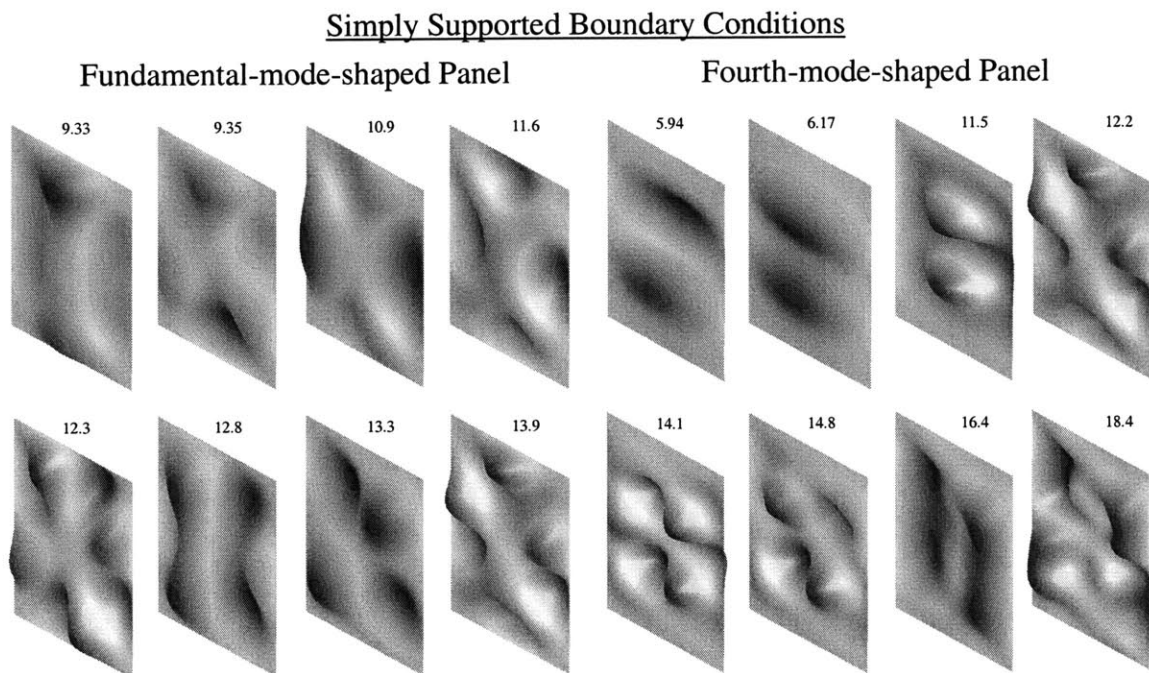 Simply Supported Boundary Conditions
Fundamental-mode-shaped Panel Fourth-mode-shaped Panel
9.33 9.35 10.9 11.6 5.94 6.17 11.5 12.2
12.3 12.8 13.3 13.9 14.1 14.8 16.4 18.4